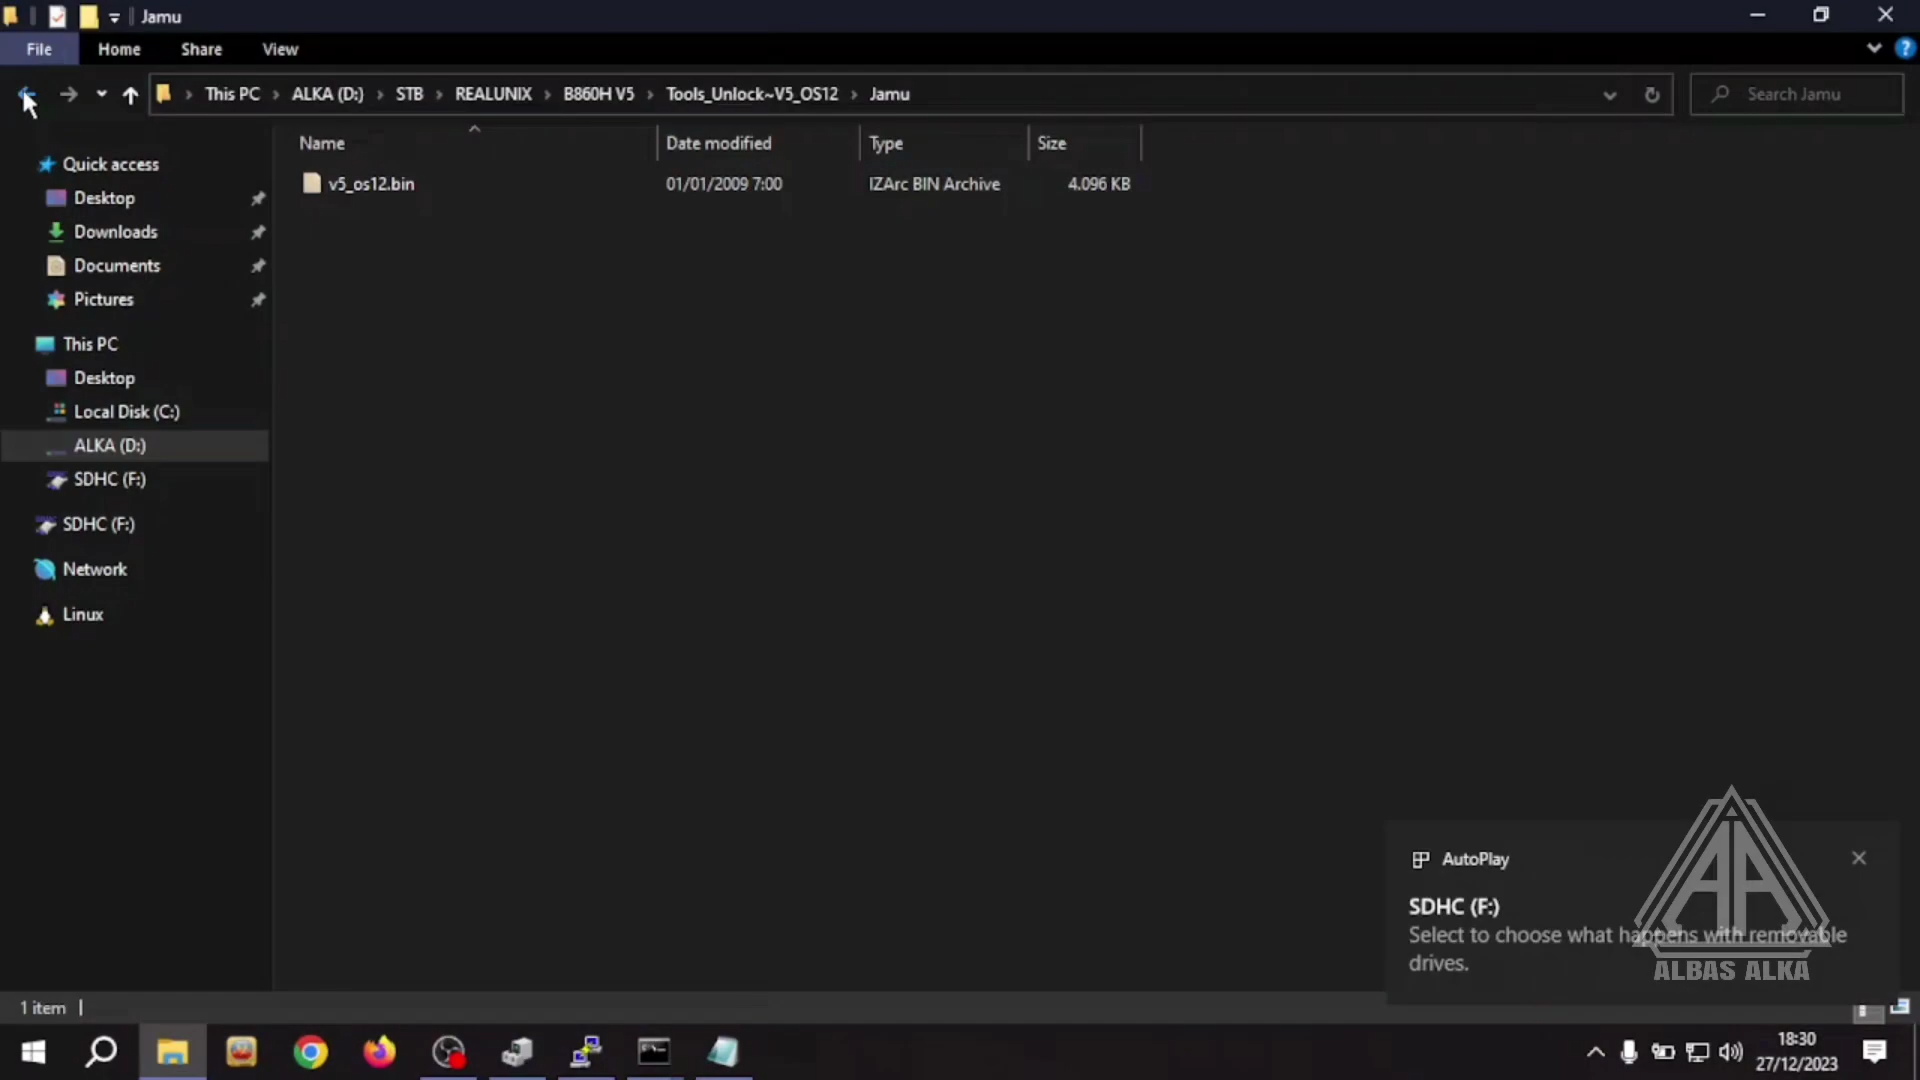 Jamu
File Home Share View
This PC ALKA (D:) STB REALUNIX B860H V5 Tools_Unlock~V5_OS12 Jamu
Search Jamu
Name Date modified Type Size
v5_os12.bin 01/01/2009 7:00 IZArc BIN Archive 4.096 KB
Quick access
Desktop
Downloads
Documents
Pictures
This PC
Desktop
Local Disk (C:)
ALKA (D:)
SDHC (F:)
SDHC (F:)
Network
Linux
AutoPlay
SDHC (F:)
Select to choose what happens with removable
drives.
ALBAS ALKA
1 item
18:30
27/12/2023